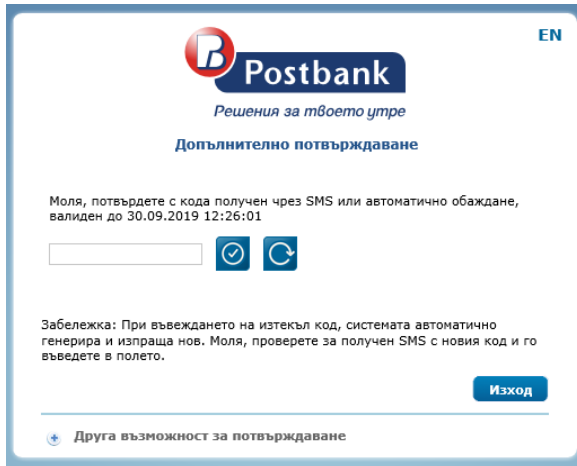 EN
Postbank
Решения за твоето утре
Допълнително потвърждаване
Моля, потвърдете с кода получен чрез SMS или автоматично обаждане,
валиден до 30.09.2019 12:26:01
Забележка: При въвеждането на изтекъл код, системата автоматично
генерира и изпраща нов. Моля, проверете за получен SMS с новия код и го
въведете в полето.
Изход
Друга възможност за потвърждаване